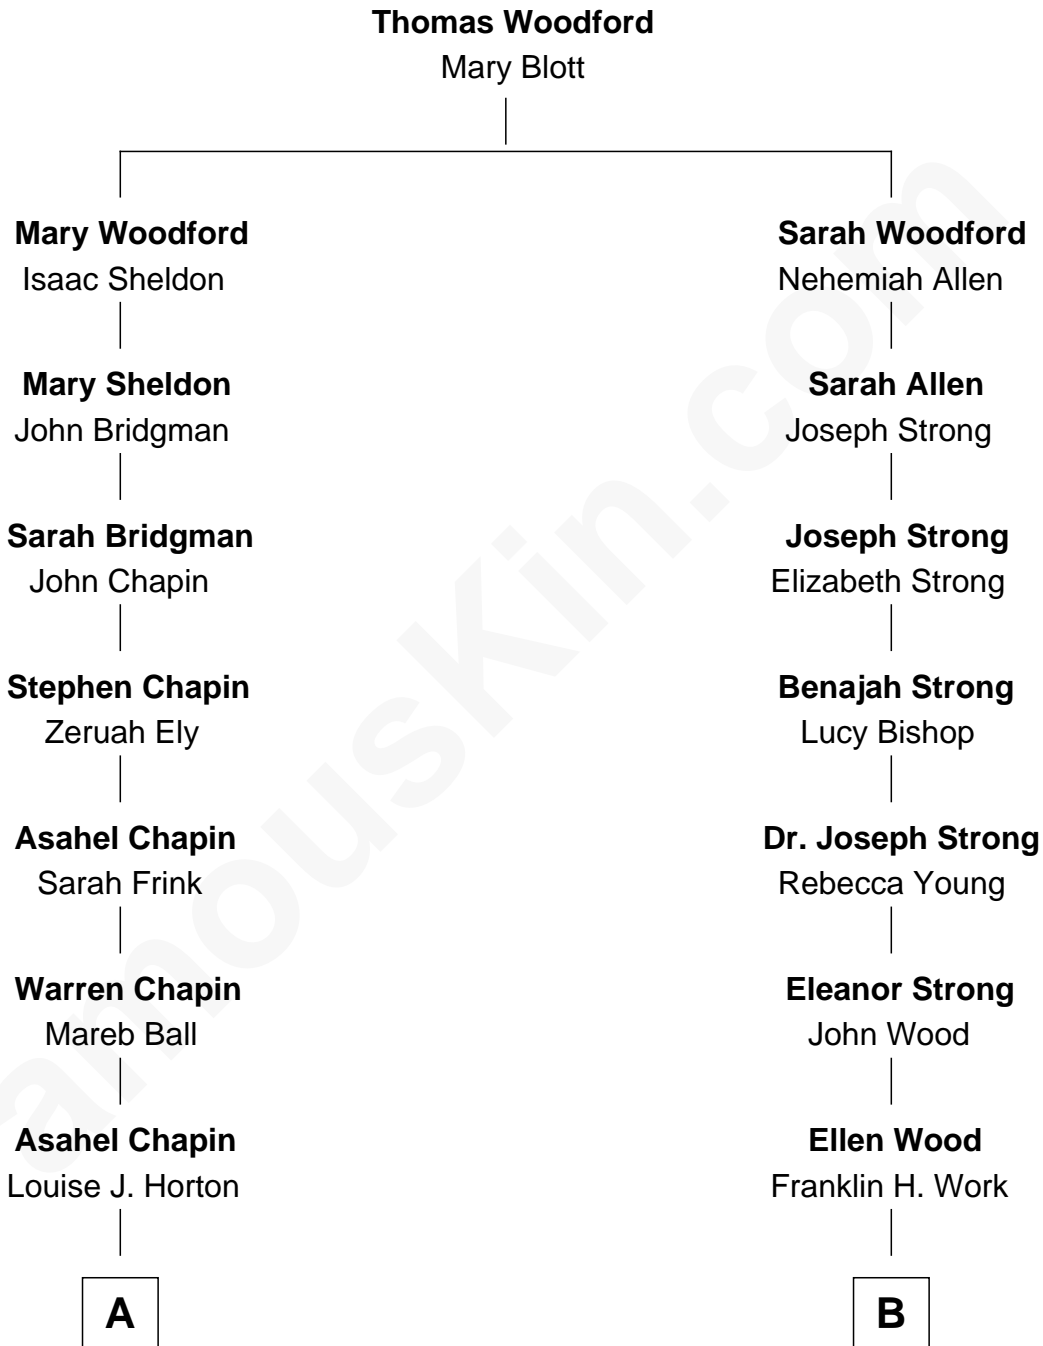 Thomas Woodford
Mary Blott
Mary Woodford
Isaac Sheldon
Mary Sheldon
John Bridgman
Sarah Bridgman
John Chapin
Stephen Chapin
Zeruah Ely
Asahel Chapin
Sarah Frink
Warren Chapin
Mareb Ball
Asahel Chapin
Louise J. Horton
A
Sarah Woodford
Nehemiah Allen
Sarah Allen
Joseph Strong
Joseph Strong
Elizabeth Strong
Benajah Strong
Lucy Bishop
Dr. Joseph Strong
Rebecca Young
Eleanor Strong
John Wood
Ellen Wood
Franklin H. Work
B
amouskin.com